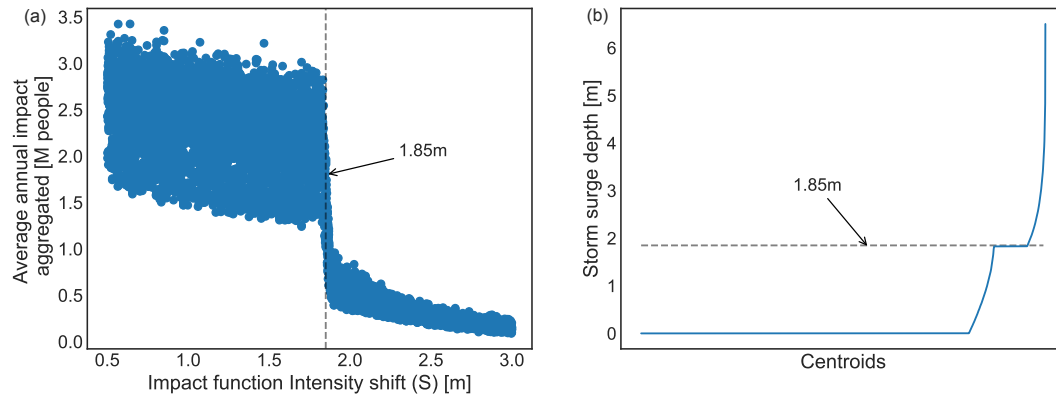 (a)
3.5
3.0
2.5
2.0
1.5
1.0
0.5
0.0
Average annual impact
aggregated [M people]
1.85m
0.5 1.0 1.5 2.0 2.5 3.0
Impact function Intensity shift (S) [m]
(b)
6
5
4
3
2
1
0
Storm surge depth [m]
1.85m
Centroids